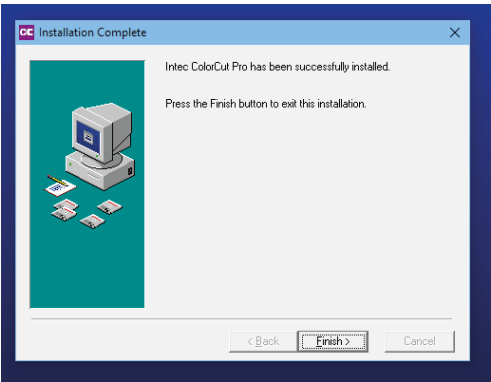 CC Installation Complete
Intec ColorCut Pro has been successfully installed.
Press the Finish button to exit this installation.
< Back
Finish >
Cancel